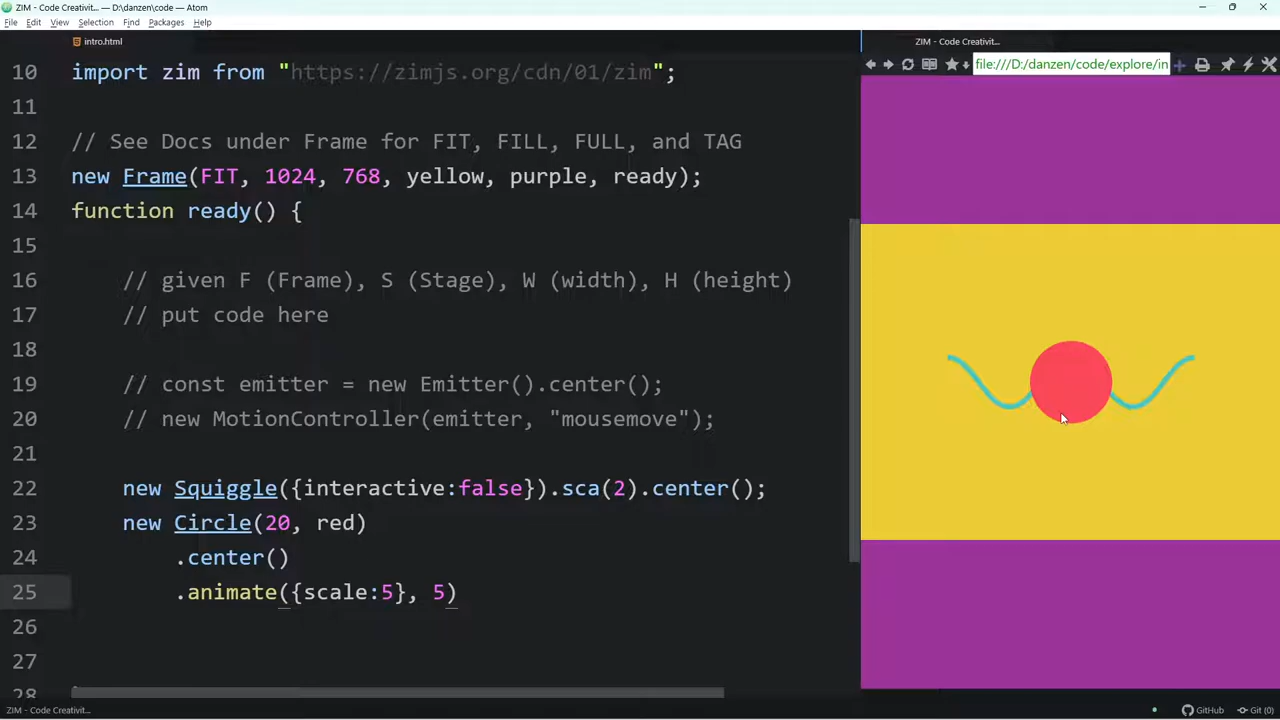 ZIM - Code Creativit... — D:\danzen\code — Atom
File Edit View Selection Find Packages Help
intro.html
ZIM - Code Creativit...
file:///D:/danzen/code/explore/in
10 import zim from "https://zimjs.org/cdn/01/zim";
11
12 // See Docs under Frame for FIT, FILL, FULL, and TAG
13 new Frame(FIT, 1024, 768, yellow, purple, ready);
14 function ready() {
15
16 // given F (Frame), S (Stage), W (width), H (height)
17 // put code here
18
19 // const emitter = new Emitter().center();
20 // new MotionController(emitter, "mousemove");
21
22 new Squiggle({interactive:false}).sca(2).center();
23 new Circle(20, red)
24 .center()
25 .animate({scale:5}, 5)
26
27
28
ZIM - Code Creativit...
GitHub
Git (0)